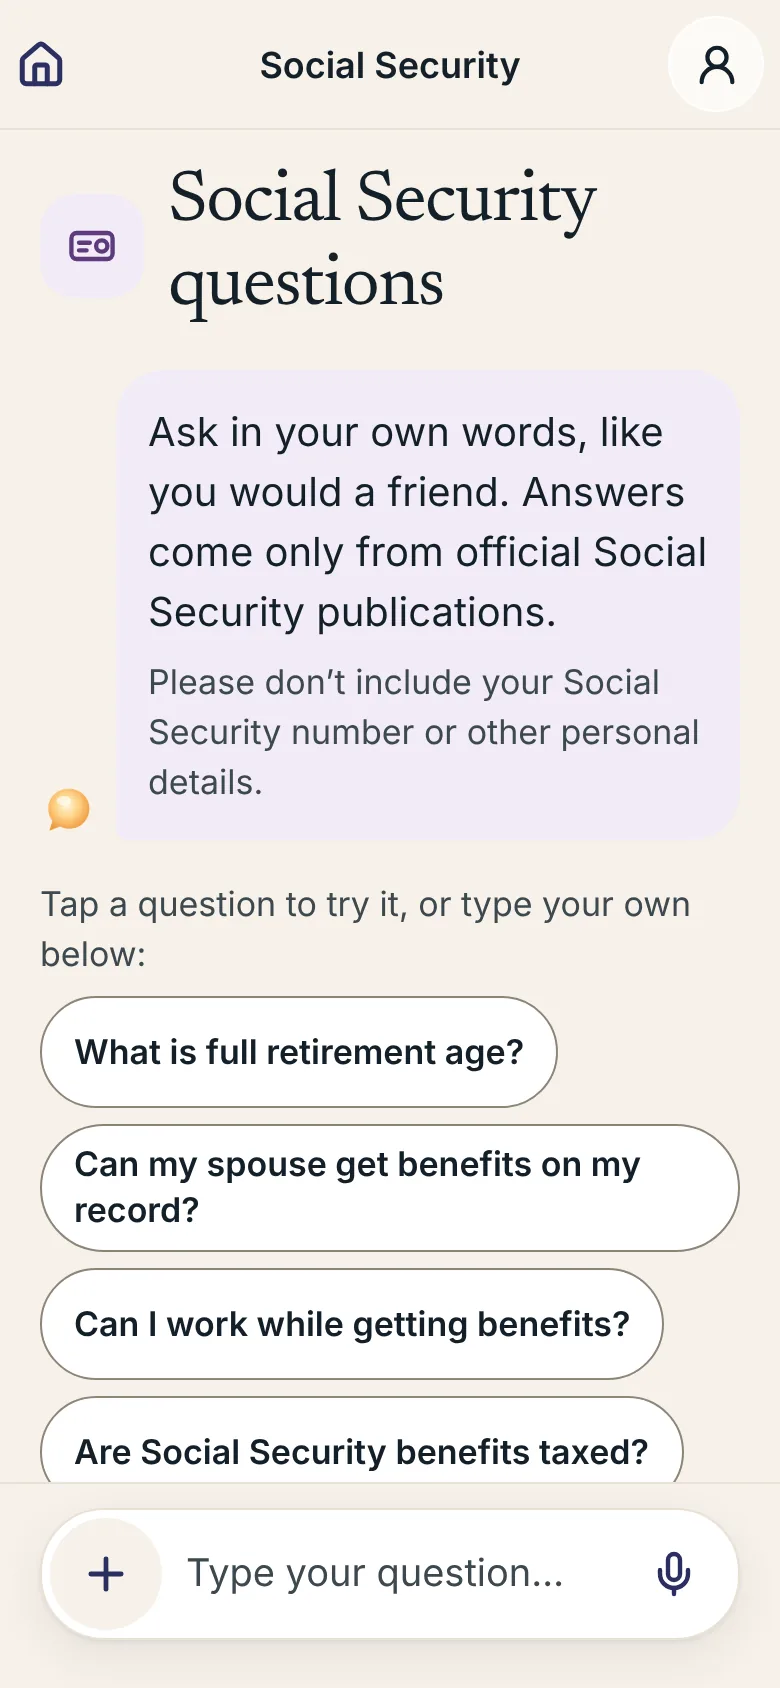 Social Security
Social Security
questions
Ask in your own words, like
you would a friend. Answers
come only from official Social
Security publications.
Please don’t include your Social
Security number or other personal
details.
Tap a question to try it, or type your own
below:
What is full retirement age?
Can my spouse get benefits on my
record?
Can I work while getting benefits?
Are Social Security benefits taxed?
Type your question...